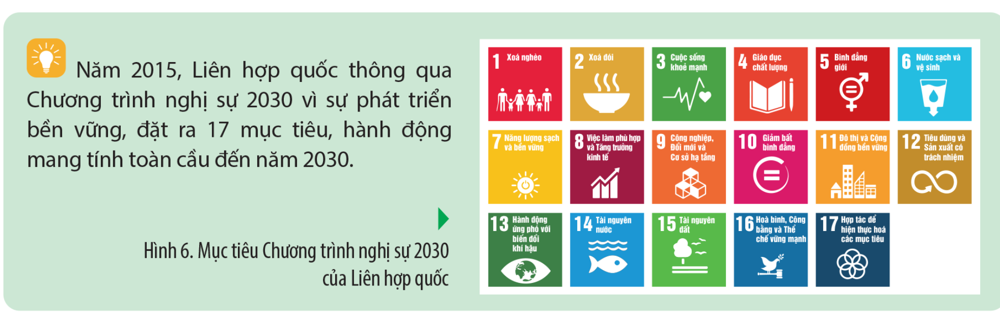 Năm 2015, Liên hợp quốc thông qua
Chương trình nghị sự 2030 vì sự phát triển
bền vững, đặt ra 17 mục tiêu, hành động
mang tính toàn cầu đến năm 2030.
Hình 6. Mục tiêu Chương trình nghị sự 2030
của Liên hợp quốc
1 Xoá nghèo
2 Xoá đói
3 Cuộc sống
khoẻ mạnh
4 Giáo dục
chất lượng
5 Bình đẳng
giới
6 Nước sạch và
vệ sinh
7 Năng lượng sạch
và bền vững
8 Việc làm phù hợp
và Tăng trưởng
kinh tế
9 Công nghiệp,
Đổi mới và
Cơ sở hạ tầng
10 Giảm bất
bình đẳng
11 Đô thị và Cộng
đồng bền vững
12 Tiêu dùng và
Sản xuất có
trách nhiệm
13 Hành động
ứng phó với
biến đổi
khí hậu
14 Tài nguyên
nước
15 Tài nguyên
đất
16 Hoà bình, Công
bằng và Thể
chế vững mạnh
17 Hợp tác để
hiện thực hoá
các mục tiêu